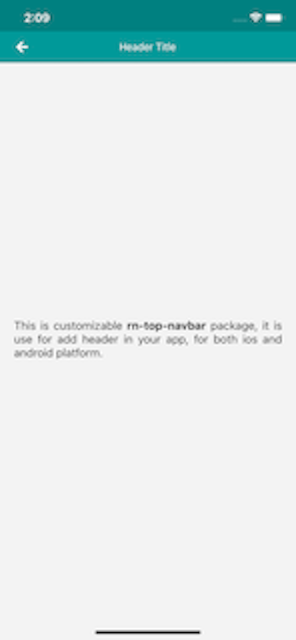 2:09
Header Title
This is customizable rn-top-navbar package, it is
use for add header in your app, for both ios and
android platform.